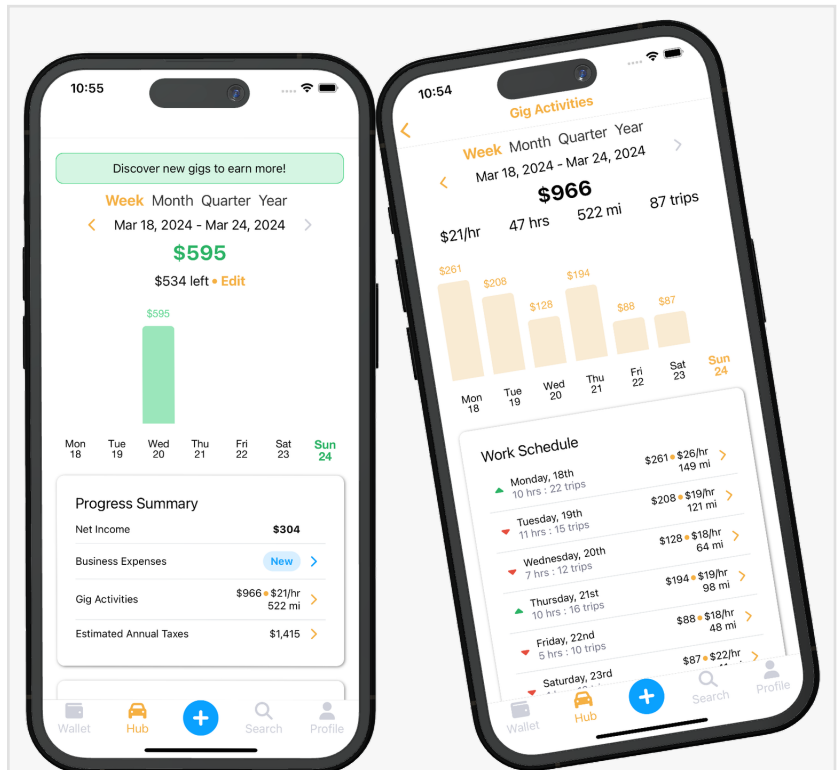 10:55
Discover new gigs to earn more!
Week Month Quarter Year
Mar 18, 2024 - Mar 24, 2024
$595
$534 left • Edit
$595
Mon Tue Wed Thu Fri Sat Sun
18 19 20 21 22 23 24
Progress Summary
Net Income $304
Business Expenses New
Gig Activities $966 • $21/hr
522 mi
Estimated Annual Taxes $1,415
Wallet Hub Search Profile
10:54
Gig Activities
Week Month Quarter Year
Mar 18, 2024 - Mar 24, 2024
$966
$21/hr 47 hrs 522 mi 87 trips
$261 $208 $128 $194 $88 $87
Mon Tue Wed Thu Fri Sat Sun
18 19 20 21 22 23 24
Work Schedule
Monday, 18th $261 • $26/hr
10 hrs : 22 trips 149 mi
Tuesday, 19th $208 • $19/hr
11 hrs : 15 trips 121 mi
Wednesday, 20th $128 • $18/hr
7 hrs : 12 trips 64 mi
Thursday, 21st $194 • $19/hr
10 hrs : 16 trips 98 mi
Friday, 22nd $88 • $18/hr
5 hrs : 10 trips 48 mi
Saturday, 23rd $87 • $22/hr
Wallet Hub Search Profile